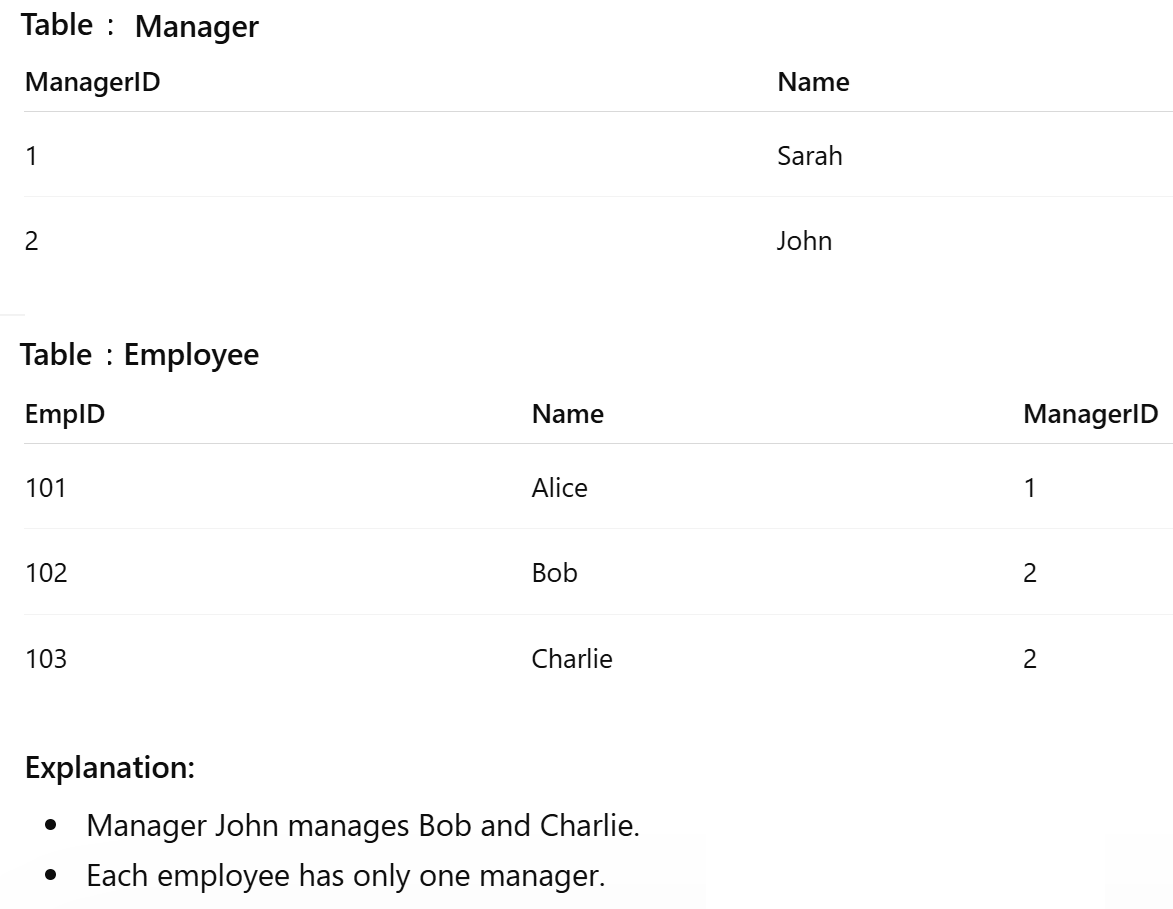 Table : Manager
ManagerID Name
1 Sarah
2 John
Table : Employee
EmpID Name ManagerID
101 Alice 1
102 Bob 2
103 Charlie 2
Explanation:
• Manager John manages Bob and Charlie.
• Each employee has only one manager.